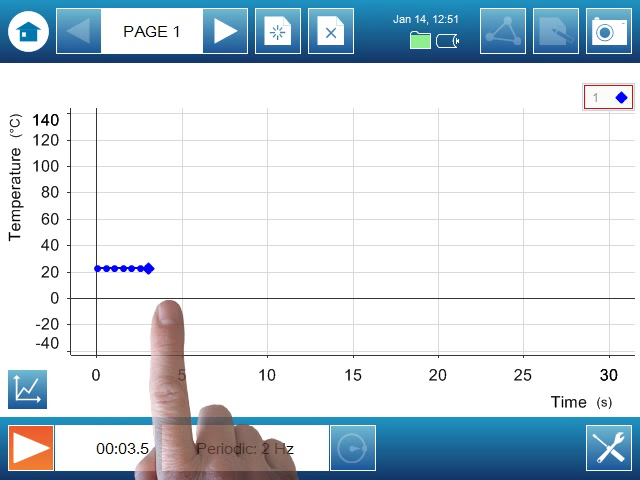 PAGE 1
Jan 14, 12:51
1
Temperature (°C)
140
120
100
80
60
40
20
0
-20
-40
0 5 10 15 20 25 30
Time (s)
00:03.5 Periodic: 2 Hz